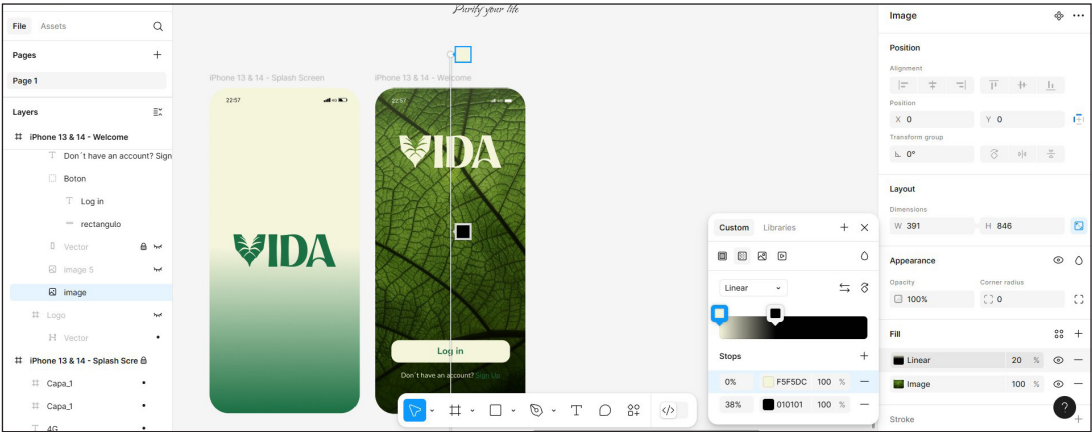 Purify your life
File Assets
Pages
Page 1
Layers
iPhone 13 & 14 - Welcome
Don´t have an account? Sign
Boton
Log in
rectangulo
Vector
image 5
image
Logo
Vector
iPhone 13 & 14 - Splash Scre
Capa_1
Capa_1
4G
iPhone 13 & 14 - Splash Screen
22:57
4G
VIDA
iPhone 13 & 14 - Welcome
22:57
4G
VIDA
Log in
Don´t have an account? Sign Up
Custom Libraries
Linear
Stops
0% F5F5DC 100 %
38% 010101 100 %
Image
Position
Alignment
Position
X 0 Y 0
Transform group
0°
Layout
Dimensions
W 391 H 846
Appearance
Opacity Corner radius
100% 0
Fill
Linear 20 %
Image 100 %
Stroke
?